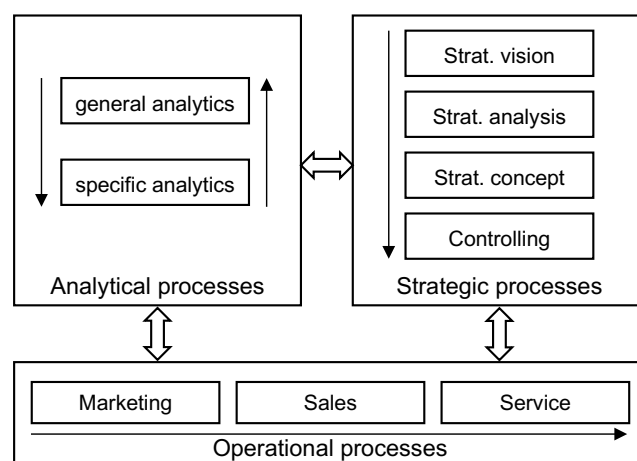 general analytics
specific analytics
Analytical processes
Strat. vision
Strat. analysis
Strat. concept
Controlling
Strategic processes
Marketing
Sales
Service
Operational processes